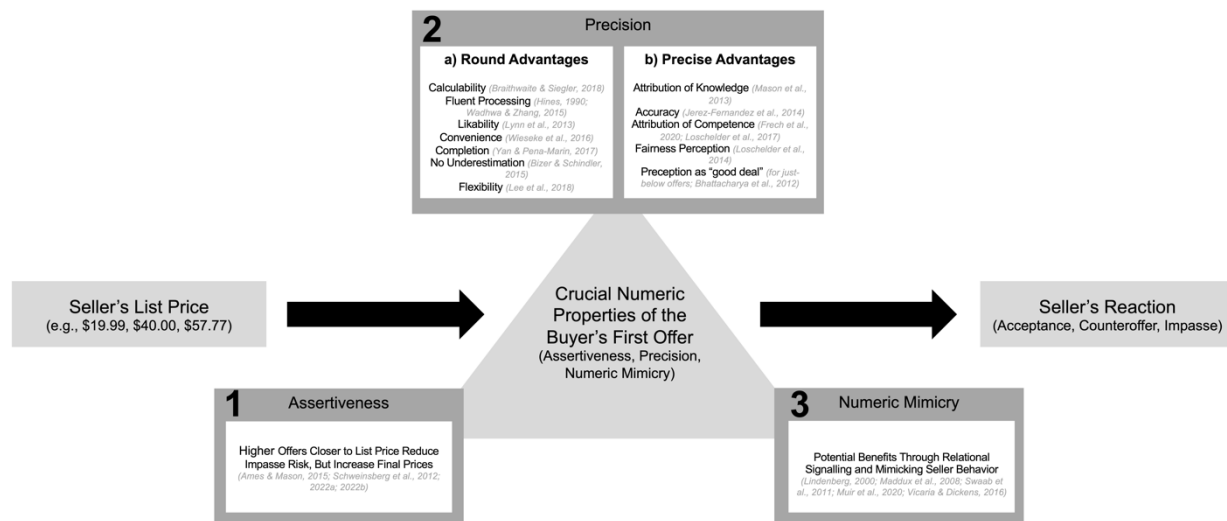 2
Precision
a) Round Advantages
Calculability (Braithwaite & Siegler, 2018)
Fluent Processing (Hines, 1990;
Wadhwa & Zhang, 2015)
Likability (Lynn et al., 2013)
Convenience (Wieseke et al., 2016)
Completion (Yan & Pena-Marin, 2017)
No Underestimation (Bizer & Schindler,
2015)
Flexibility (Lee et al., 2018)
b) Precise Advantages
Attribution of Knowledge (Mason et al.,
2013)
Accuracy (Jerez-Fernandez et al., 2014)
Attribution of Competence (Frech et al.,
2020; Loschelder et al., 2017)
Fairness Perception (Loschelder et al.,
2014)
Preception as “good deal” (for just-
below offers; Bhattacharya et al., 2012)
Seller’s List Price
(e.g., $19.99, $40.00, $57.77)
Crucial Numeric
Properties of the
Buyer’s First Offer
(Assertiveness, Precision,
Numeric Mimicry)
Seller’s Reaction
(Acceptance, Counteroffer, Impasse)
1
Assertiveness
Higher Offers Closer to List Price Reduce
Impasse Risk, But Increase Final Prices
(Ames & Mason, 2015; Schweinsberg et al., 2012;
2022a; 2022b)
3
Numeric Mimicry
Potential Benefits Through Relational
Signalling and Mimicking Seller Behavior
(Lindenberg, 2000; Maddux et al., 2008; Swaab
et al., 2011; Muir et al., 2020; Vicaria & Dickens, 2016)